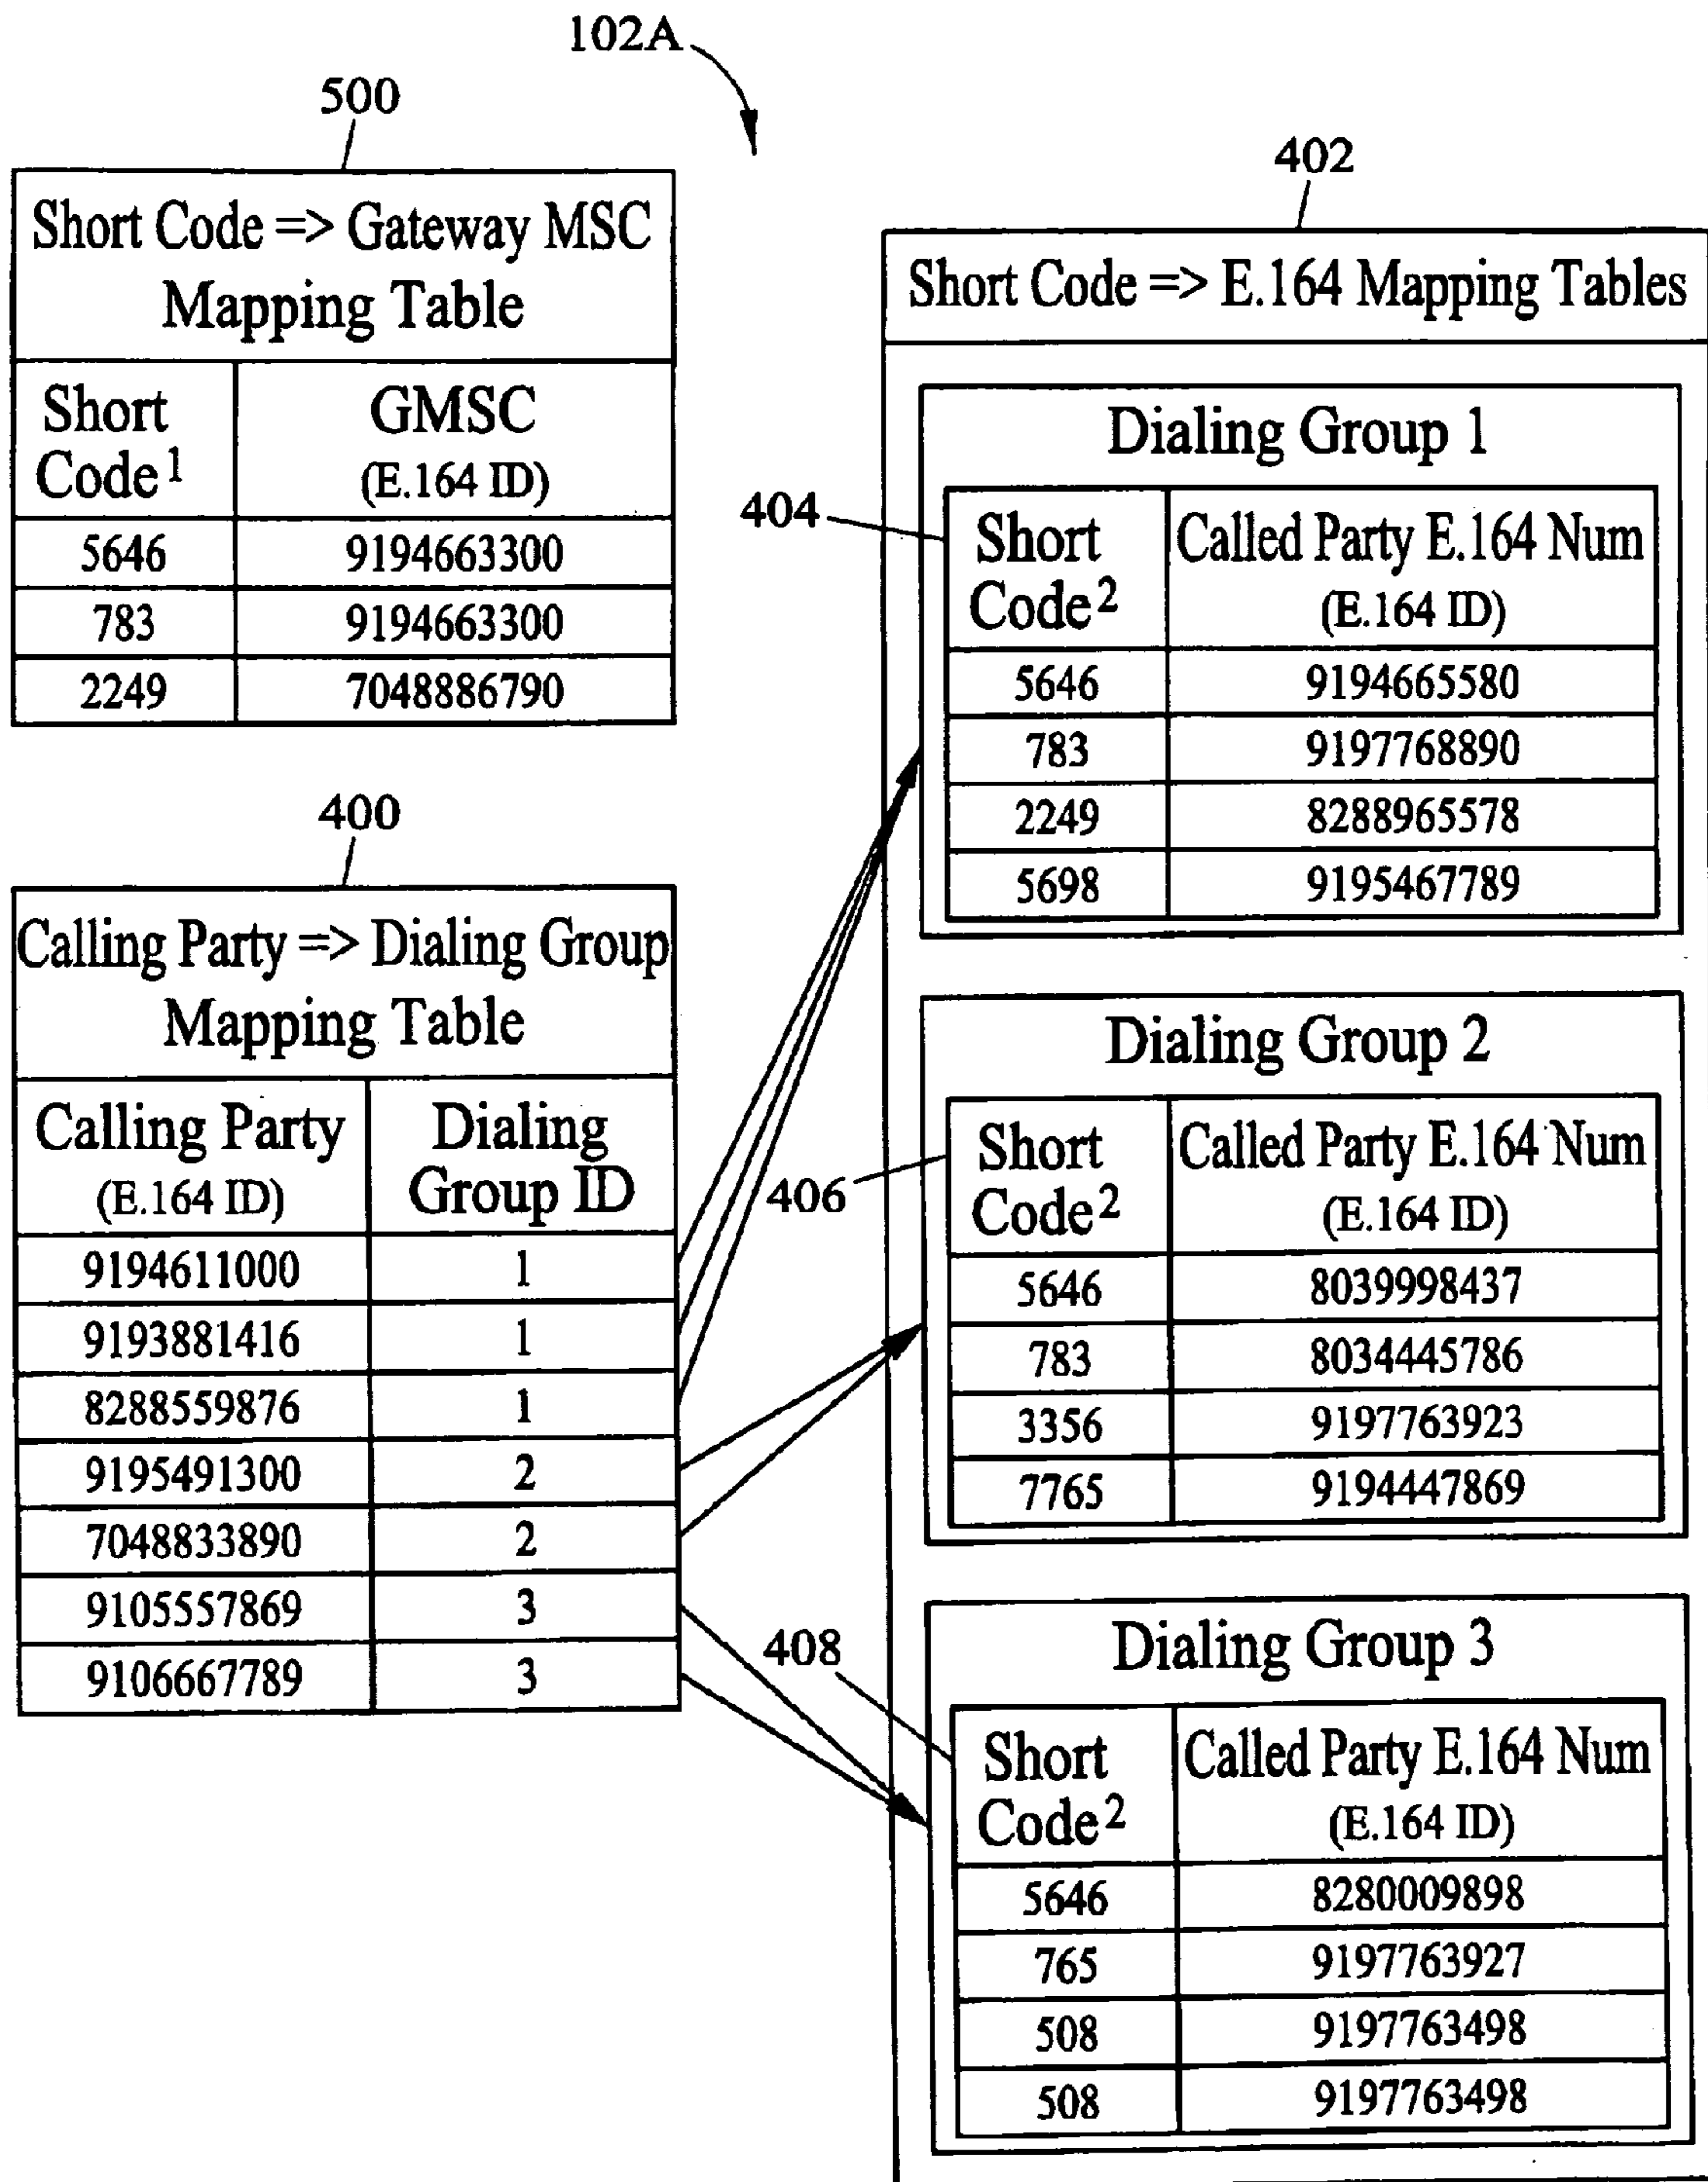 102A
500
Short Code => Gateway MSC
Mapping Table
Short
Code1
GMSC
(E.164 ID)
5646 9194663300
783 9194663300
2249 7048886790
400
Calling Party => Dialing Group
Mapping Table
Calling Party
(E.164 ID)
Dialing
Group ID
9194611000 1
9193881416 1
8288559876 1
9195491300 2
7048833890 2
9105557869 3
9106667789 3
402
Short Code => E.164 Mapping Tables
Dialing Group 1
404
Short
Code2
Called Party E.164 Num
(E.164 ID)
5646 9194665580
783 9197768890
2249 8288965578
5698 9195467789
Dialing Group 2
406
Short
Code2
Called Party E.164 Num
(E.164 ID)
5646 8039998437
783 8034445786
3356 9197763923
7765 9194447869
Dialing Group 3
408
Short
Code2
Called Party E.164 Num
(E.164 ID)
5646 8280009898
765 9197763927
508 9197763498
508 9197763498